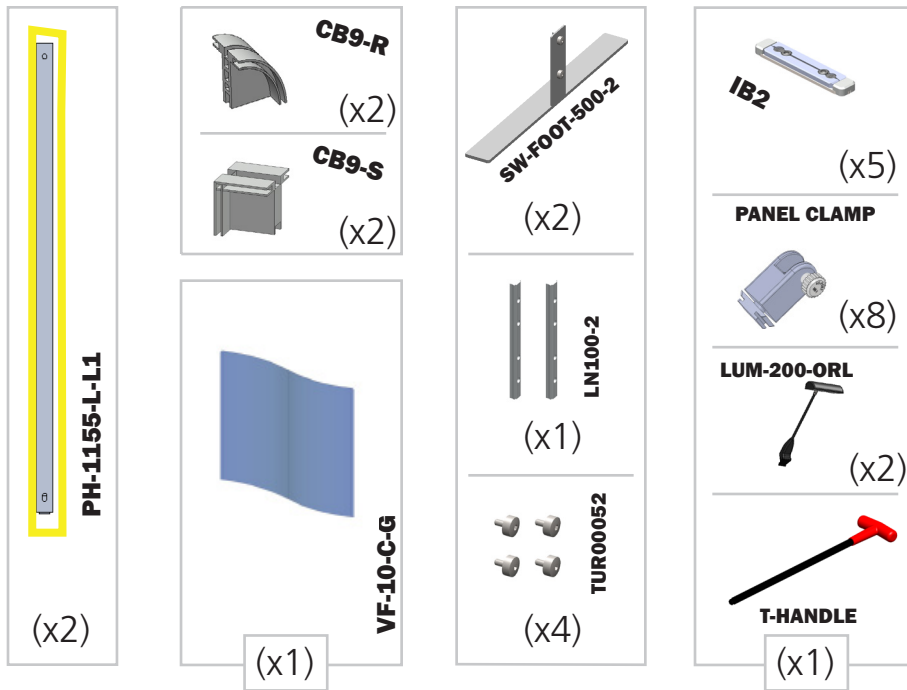 PH-1155-L-L1
(x2)
CB9-R
(x2)
CB9-S
(x2)
VF-10-C-G
(x1)
SW-FOOT-500-2
(x2)
LN100-2
(x1)
TUR00052
(x4)
IB2
(x5)
PANEL CLAMP
(x8)
LUM-200-ORL
(x2)
T-HANDLE
(x1)